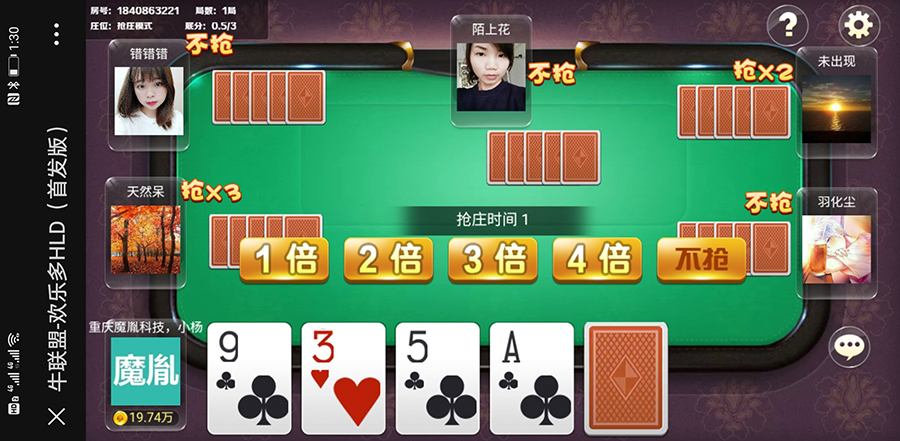 1:30
牛联盟-欢乐多HLD（首发版）
房号：1840863221 局数：1局
庄位：抢庄模式 底分：0.5/3
错错错
不抢
陌上花
不抢
抢×2
未出现
?
天然呆
抢×3
不抢
羽化尘
抢庄时间 1
1 倍
2 倍
3 倍
4 倍
不抢
重庆魔胤科技，小杨
魔胤
19.74万
9
3
5
A